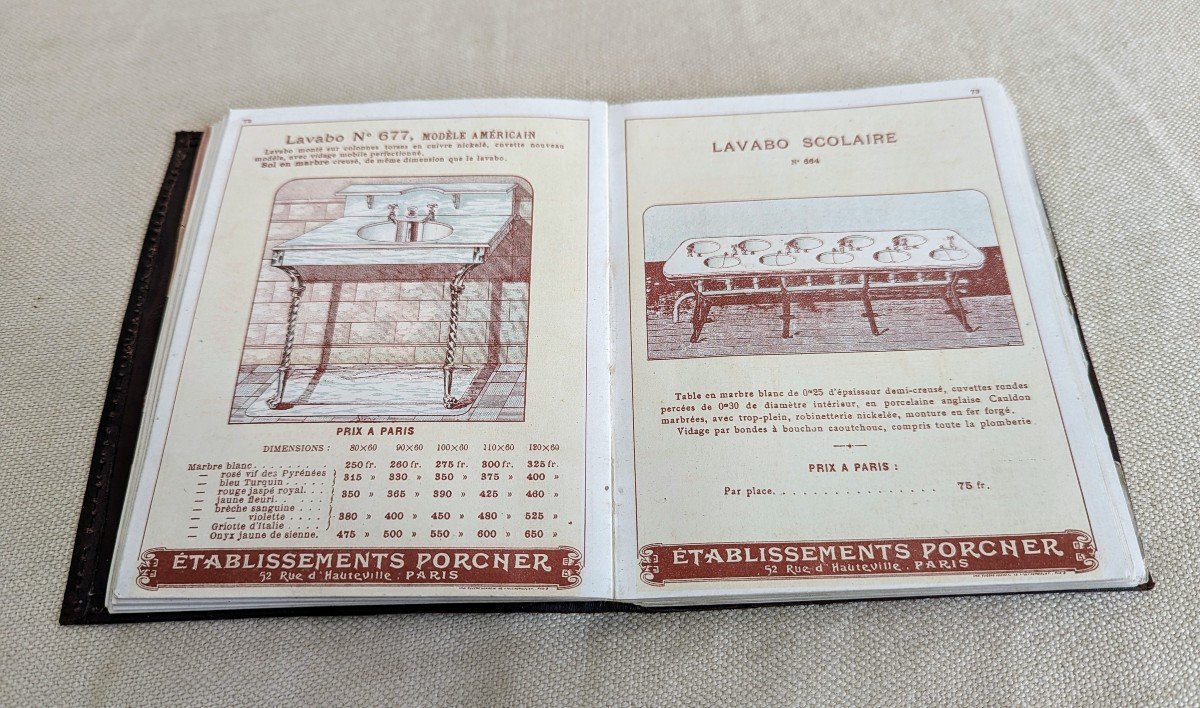 Lavabo N° 677, MODÈLE AMÉRICAIN
Lavabo monté sur colonnes torses en cuivre nickelé, cuvette nouveau
modèle, avec vidage mobile perfectionné.
Sol en marbre creusé, de même dimension que le lavabo.
PRIX A PARIS
DIMENSIONS : 80×60 90×60 100×60 110×60 120×60
Marbre blanc. . . . . . . . 250 fr. 260 fr. 275 fr. 300 fr. 325 fr.
— rosé vif des Pyrénées
— bleu Turquin . . . . . 315 » 330 » 350 » 375 » 400 »
— rouge jaspé royal. . .
— jaune fleuri. . . . . 350 » 365 » 390 » 425 » 460 »
— brèche sanguine . . .
— — violette . . . .
— Griotte d'Italie . . . . 380 » 400 » 450 » 480 » 525 »
— Onyx jaune de sienne. 475 » 500 » 550 » 600 » 650 »
ÉTABLISSEMENTS PORCHER
52 Rue d'Hauteville . PARIS
73
LAVABO SCOLAIRE
N° 664
Table en marbre blanc de 0m25 d'épaisseur demi-creusé, cuvettes rondes
percées de 0m30 de diamètre intérieur, en porcelaine anglaise Cauldon
marbrées, avec trop-plein, robinetterie nickelée, monture en fer forgé.
Vidage par bondes à bouchon caoutchouc, compris toute la plomberie.
PRIX A PARIS :
Par place. . . . . . . . . . . . . . . . . 75 fr.
ÉTABLISSEMENTS PORCHER
52 Rue d'Hauteville . PARIS